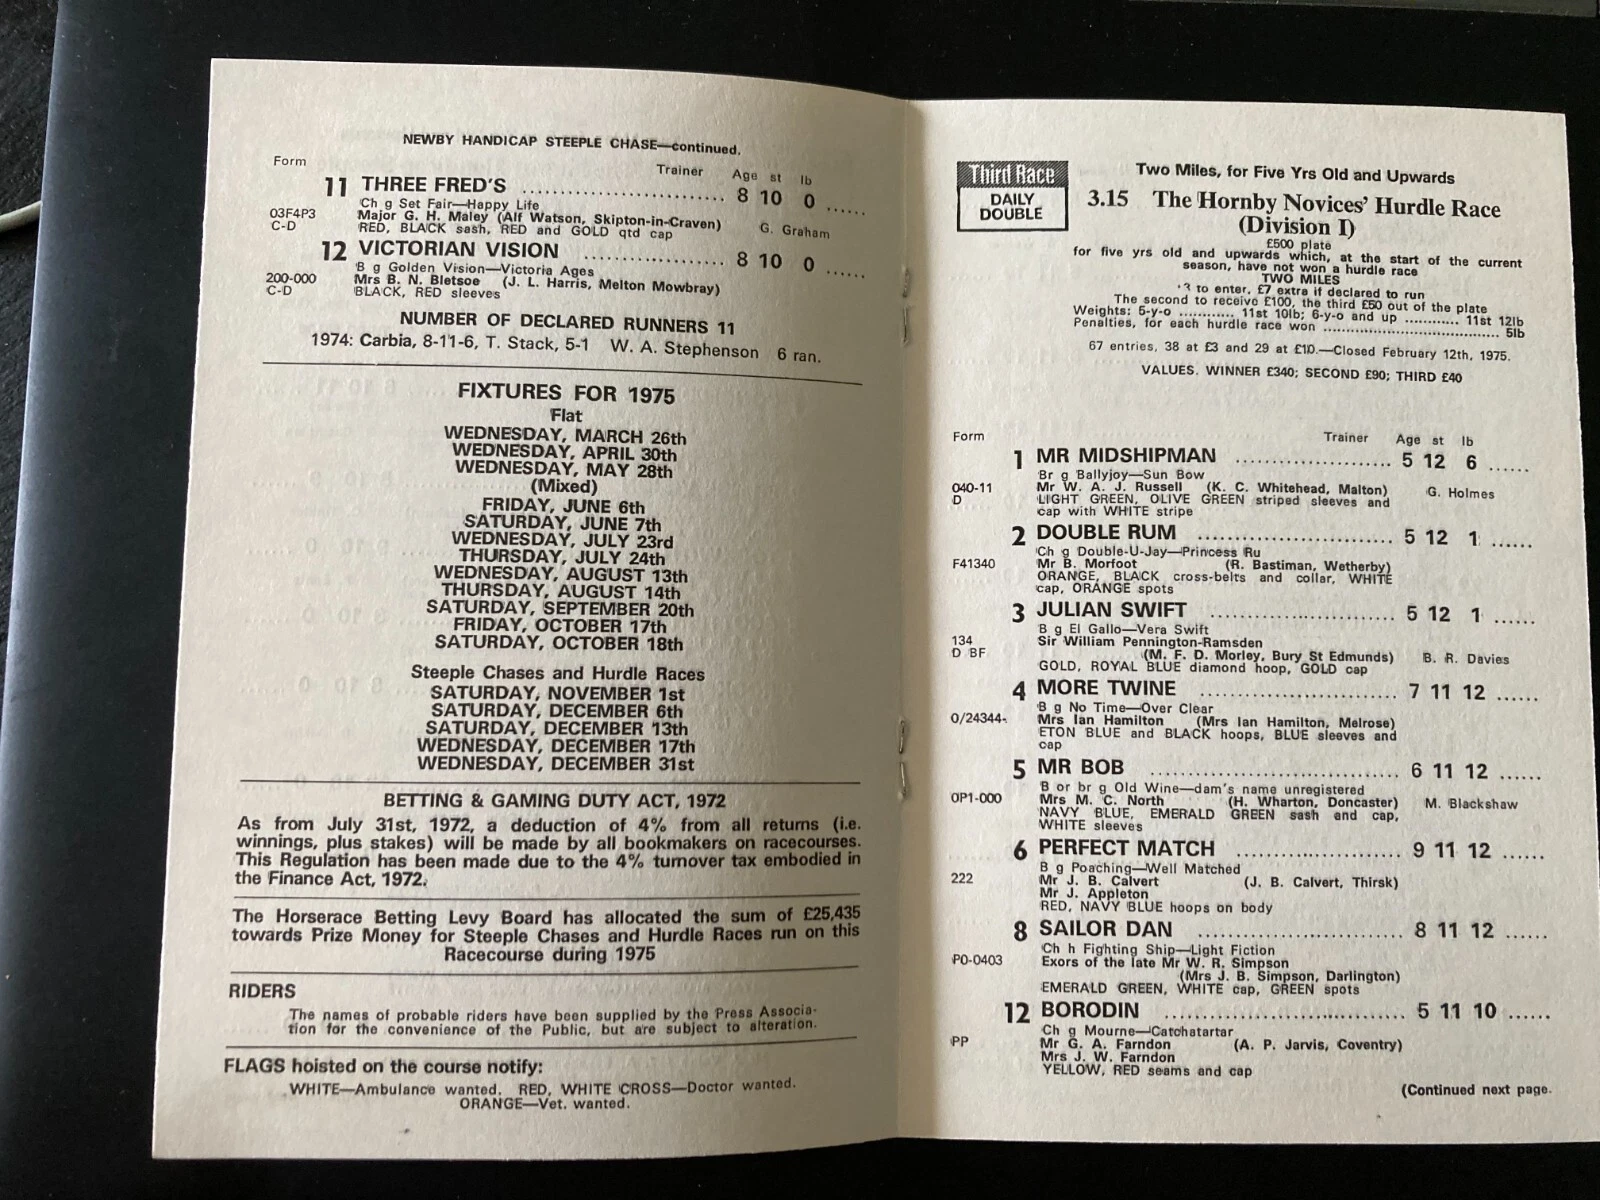 NEWBY HANDICAP STEEPLE CHASE—continued.
Form Trainer Age st lb
11 THREE FRED'S .................................. 8 10 0 ......
Ch g Set Fair—Happy Life
03F4P3 Major G. H. Maley (Alf Watson, Skipton-in-Craven) G. Graham
C-D RED, BLACK sash, RED and GOLD qtd cap
12 VICTORIAN VISION ....................... 8 10 0 ......
B g Golden Vision—Victoria Ages
200-000 Mrs B. N. Bletsoe (J. L. Harris, Melton Mowbray)
C-D BLACK, RED sleeves
NUMBER OF DECLARED RUNNERS 11
1974: Carbia, 8-11-6, T. Stack, 5-1 W. A. Stephenson 6 ran.
FIXTURES FOR 1975
Flat
WEDNESDAY, MARCH 26th
WEDNESDAY, APRIL 30th
WEDNESDAY, MAY 28th
(Mixed)
FRIDAY, JUNE 6th
SATURDAY, JUNE 7th
WEDNESDAY, JULY 23rd
THURSDAY, JULY 24th
WEDNESDAY, AUGUST 13th
THURSDAY, AUGUST 14th
SATURDAY, SEPTEMBER 20th
FRIDAY, OCTOBER 17th
SATURDAY, OCTOBER 18th
Steeple Chases and Hurdle Races
SATURDAY, NOVEMBER 1st
SATURDAY, DECEMBER 6th
SATURDAY, DECEMBER 13th
WEDNESDAY, DECEMBER 17th
WEDNESDAY, DECEMBER 31st
BETTING & GAMING DUTY ACT, 1972
As from July 31st, 1972, a deduction of 4% from all returns (i.e.
winnings, plus stakes) will be made by all bookmakers on racecourses.
This Regulation has been made due to the 4% turnover tax embodied in
the Finance Act, 1972.
The Horserace Betting Levy Board has allocated the sum of £25,435
towards Prize Money for Steeple Chases and Hurdle Races run on this
Racecourse during 1975
RIDERS
The names of probable riders have been supplied by the Press Associa-
tion for the convenience of the Public, but are subject to alteration.
FLAGS hoisted on the course notify:
WHITE—Ambulance wanted. RED, WHITE CROSS—Doctor wanted.
ORANGE—Vet. wanted.
Third Race
DAILY
DOUBLE
Two Miles, for Five Yrs Old and Upwards
3.15 The Hornby Novices' Hurdle Race
(Division I)
£500 plate
for five yrs old and upwards which, at the start of the current
season, have not won a hurdle race
TWO MILES
to enter, £7 extra if declared to run
The second to receive £100, the third £50 out of the plate
Weights: 5-y-o ............ 11st 10lb; 6-y-o and up ............ 11st 12lb
Penalties, for each hurdle race won ...................................... 5lb
67 entries, 38 at £3 and 29 at £10.—Closed February 12th, 1975.
VALUES. WINNER £340; SECOND £90; THIRD £40
Form Trainer Age st lb
1 MR MIDSHIPMAN .......................... 5 12 6 ......
Br g Ballyjoy—Sun Bow
040-11 Mr W. A. J. Russell (K. C. Whitehead, Malton) G. Holmes
D LIGHT GREEN, OLIVE GREEN striped sleeves and
cap with WHITE stripe
2 DOUBLE RUM ................................ 5 12 1 ......
Ch g Double-U-Jay—Princess Ru
F41340 Mr B. Morfoot (R. Bastiman, Wetherby)
ORANGE, BLACK cross-belts and collar, WHITE
cap, ORANGE spots
3 JULIAN SWIFT .............................. 5 12 1 ......
B g El Gallo—Vera Swift
134 Sir William Pennington-Ramsden
D BF (M. F. D. Morley, Bury St Edmunds) B. R. Davies
GOLD, ROYAL BLUE diamond hoop, GOLD cap
4 MORE TWINE ................................ 7 11 12 ......
B g No Time—Over Clear
0/24344- Mrs Ian Hamilton (Mrs Ian Hamilton, Melrose)
ETON BLUE and BLACK hoops, BLUE sleeves and
cap
5 MR BOB ........................................ 6 11 12 ......
B or br g Old Wine—dam's name unregistered
OP1-000 Mrs M. C. North (H. Wharton, Doncaster) M. Blackshaw
NAVY BLUE, EMERALD GREEN sash and cap,
WHITE sleeves
6 PERFECT MATCH ........................... 9 11 12 ......
B g Poaching—Well Matched
222 Mr J. B. Calvert (J. B. Calvert, Thirsk)
Mr J. Appleton
RED, NAVY BLUE hoops on body
8 SAILOR DAN ................................. 8 11 12 ......
Ch h Fighting Ship—Light Fiction
P0-0403 Exors of the late Mr W. R. Simpson
(Mrs J. B. Simpson, Darlington)
EMERALD GREEN, WHITE cap, GREEN spots
12 BORODIN ..................................... 5 11 10 ......
Ch g Mourne—Catchatartar
PP Mr G. A. Farndon (A. P. Jarvis, Coventry)
Mrs J. W. Farndon
YELLOW, RED seams and cap
(Continued next page.